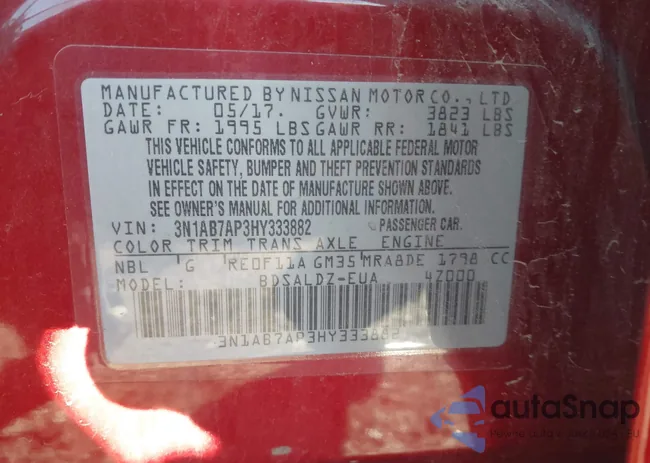 MANUFACTURED BY NISSAN MOTOR CO., LTD
DATE: 05/17. GVWR: 3823 LBS
GAWR FR: 1995 LBS GAWR RR: 1841 LBS
THIS VEHICLE CONFORMS TO ALL APPLICABLE FEDERAL MOTOR
VEHICLE SAFETY, BUMPER AND THEFT PREVENTION STANDARDS
IN EFFECT ON THE DATE OF MANUFACTURE SHOWN ABOVE.
SEE OWNER'S MANUAL FOR ADDITIONAL INFORMATION.
VIN: 3N1AB7AP3HY333882 PASSENGER CAR.
COLOR TRIM TRANS AXLE ENGINE
NBL G RE0F11A GM35 MRA8DE 1798 CC
MODEL: BDSALDZ-EUA 4Z000
3N1AB7AP3HY333882
autoSnap